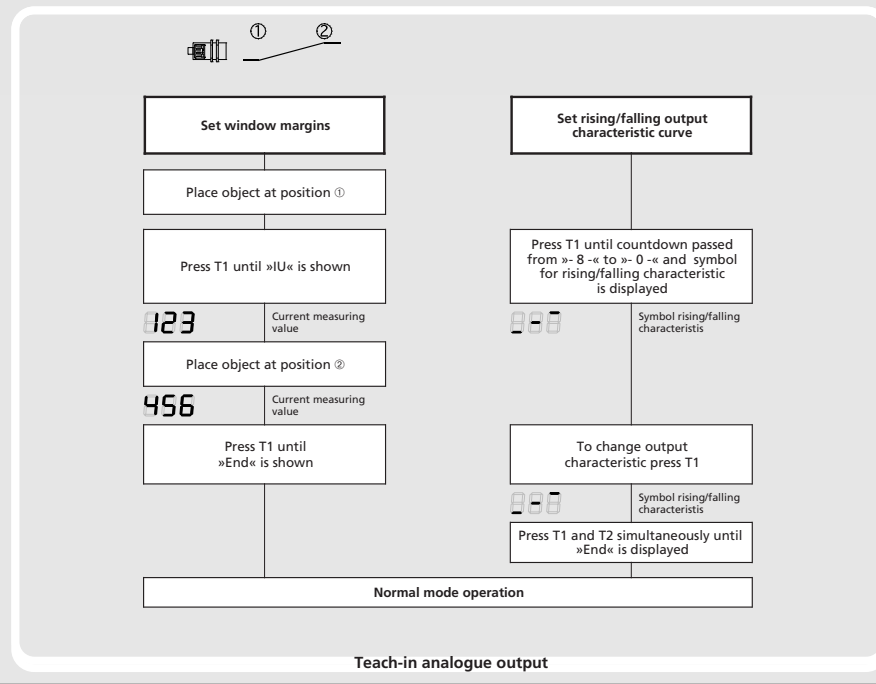 ① ②
Set window margins
Place object at position ①
Press T1 until »IU« is shown
123
Current measuring
value
Place object at position ②
456
Current measuring
value
Press T1 until
»End« is shown
Set rising/falling output
characteristic curve
Press T1 until countdown passed
from »- 8 -« to »- 0 -« and symbol
for rising/falling characteristic
is displayed
Symbol rising/falling
characteristis
To change output
characteristic press T1
Symbol rising/falling
characteristis
Press T1 and T2 simultaneously until
»End« is displayed
Normal mode operation
Teach-in analogue output